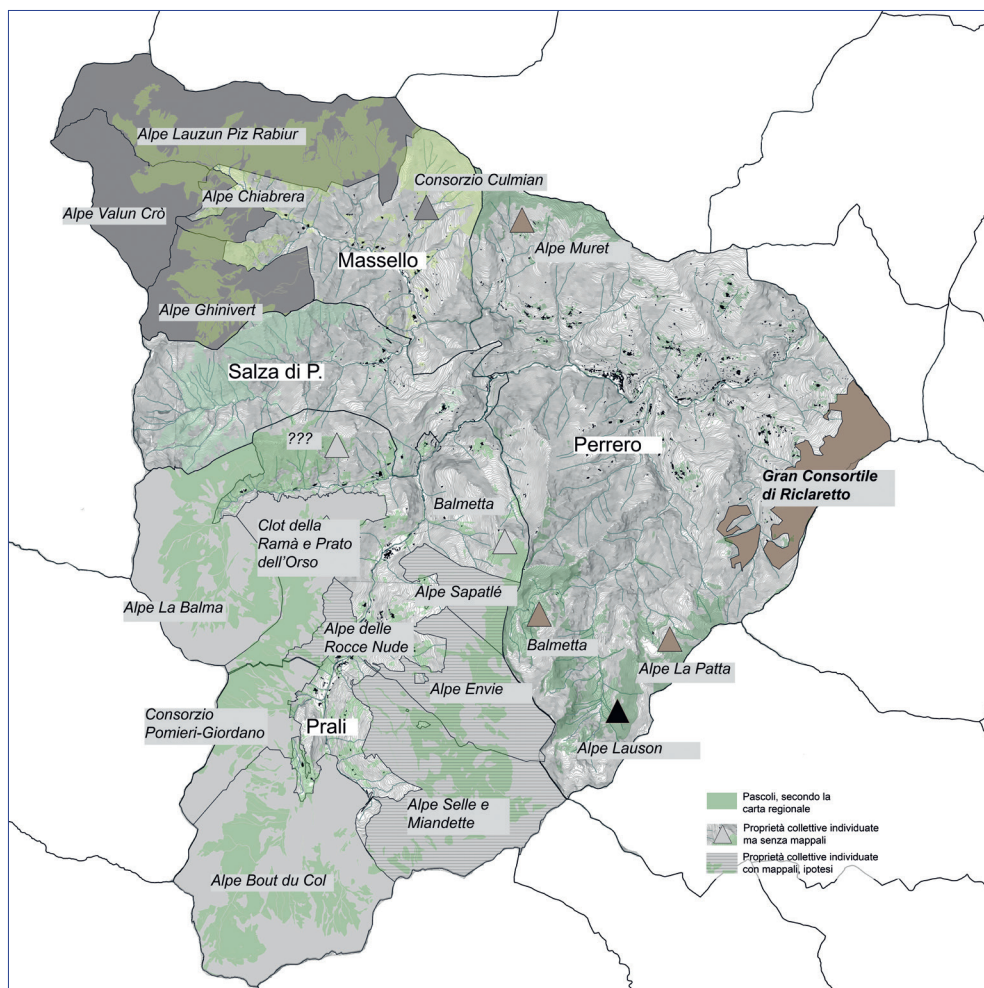 Alpe Lauzun Piz Rabiur
Consorzio Culmian
Alpe Chiabrera
Alpe Valun Crò
Alpe Muret
Massello
Alpe Ghinivert
Salza di P.
???
Perrero
Gran Consortile
di Riclaretto
Balmetta
Clot della
Ramà e Prato
dell'Orso
Alpe Sapatlé
Alpe La Balma
Alpe delle
Rocce Nude
Balmetta
Alpe La Patta
Alpe Envie
Consorzio
Pomieri-Giordano
Prali
Alpe Lauson
Alpe Selle e
Miandette
Alpe Bout du Col
Pascoli, secondo la
carta regionale
Proprietà collettive individuate
ma senza mappali
Proprietà collettive individuate
con mappali, ipotesi